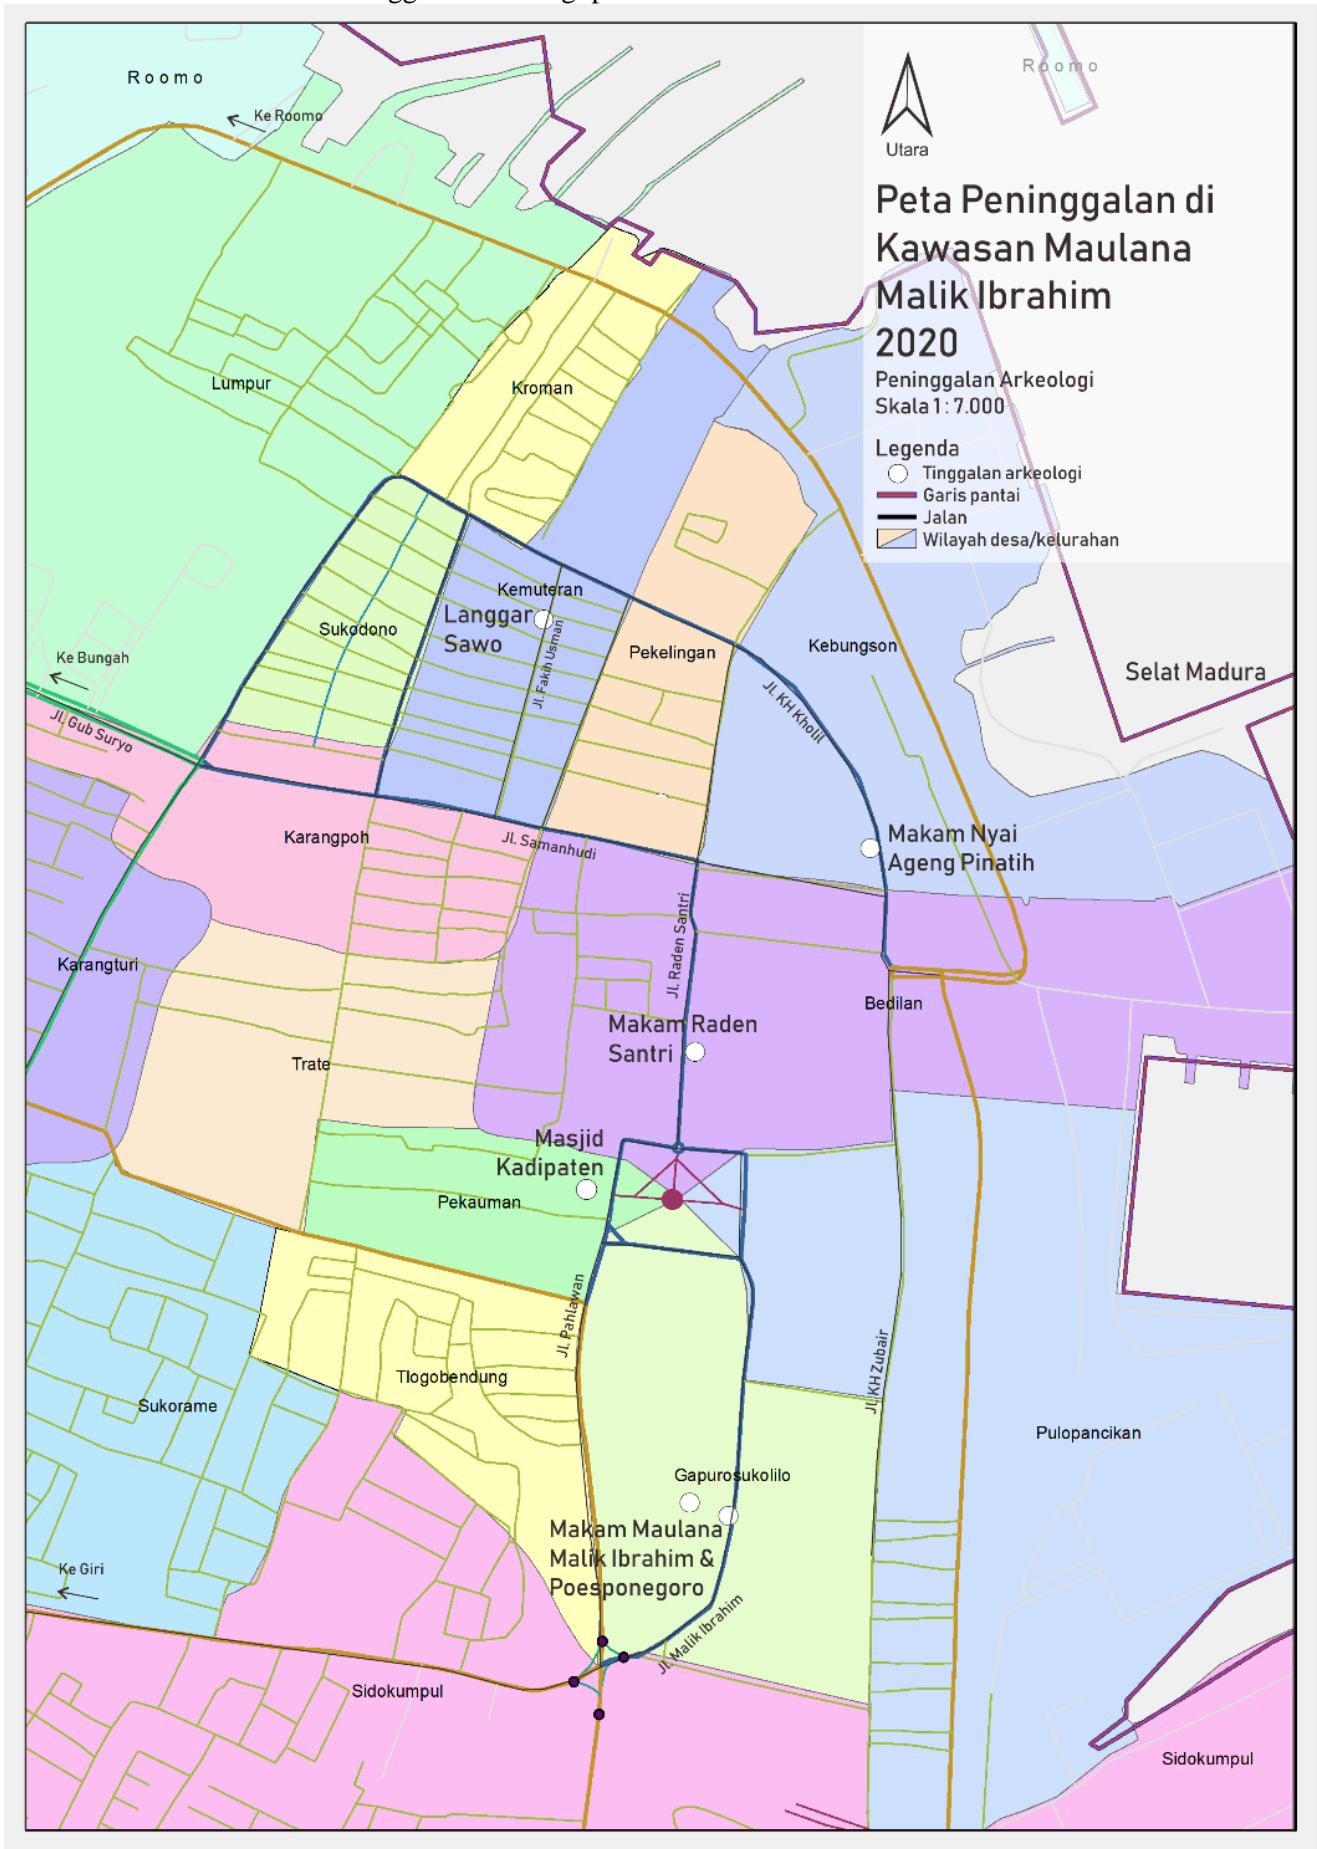 Roomo
Ke Roomo
Roomo
Utara
Peta Peninggalan di
Kawasan Maulana
Malik Ibrahim
2020
Peninggalan Arkeologi
Skala 1 : 7.000
Legenda
Tinggalan arkeologi
Garis pantai
Jalan
Wilayah desa/kelurahan
Lumpur
Kroman
Kemuteran
Langgar
Sawo
Jl. Fakih Usman
Sukodono
Pekelingan
Kebungson
Ke Bungah
Selat Madura
Jl. Gub Suryo
Jl. KH Kholil
Karangpoh
Jl. Samanhudi
Makam Nyai
Ageng Pinatih
Jl. Raden Santri
Karangturi
Bedilan
Makam Raden
Santri
Trate
Masjid
Kadipaten
Pekauman
Jl. Pahlawan
Tlogobendung
Jl. KH Zubair
Sukorame
Pulopancikan
Gapurosukolilo
Makam Maulana
Malik Ibrahim &
Poesponegoro
Ke Giri
Jl. Malik Ibrahim
Sidokumpul
Sidokumpul